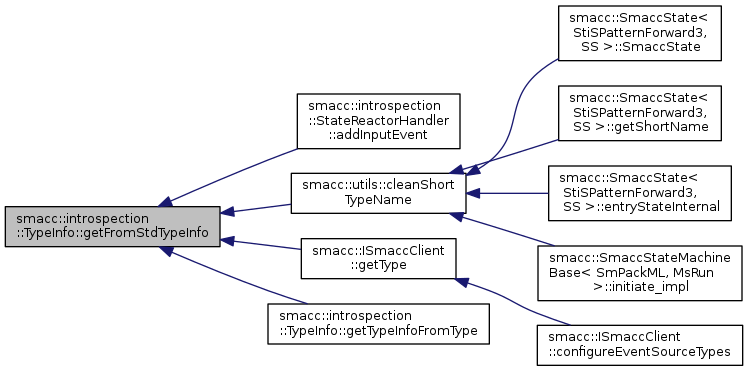 smacc::introspection
::TypeInfo::getFromStdTypeInfo
smacc::introspection
::StateReactorHandler
::addInputEvent
smacc::utils::cleanShort
TypeName
smacc::ISmaccClient
::getType
smacc::introspection
::TypeInfo::getTypeInfoFromType
smacc::SmaccState<
StiSPatternForward3,
SS >::SmaccState
smacc::SmaccState<
StiSPatternForward3,
SS >::getShortName
smacc::SmaccState<
StiSPatternForward3,
SS >::entryStateInternal
smacc::SmaccStateMachine
Base< SmPackML, MsRun
>::initiate_impl
smacc::ISmaccClient
::configureEventSourceTypes